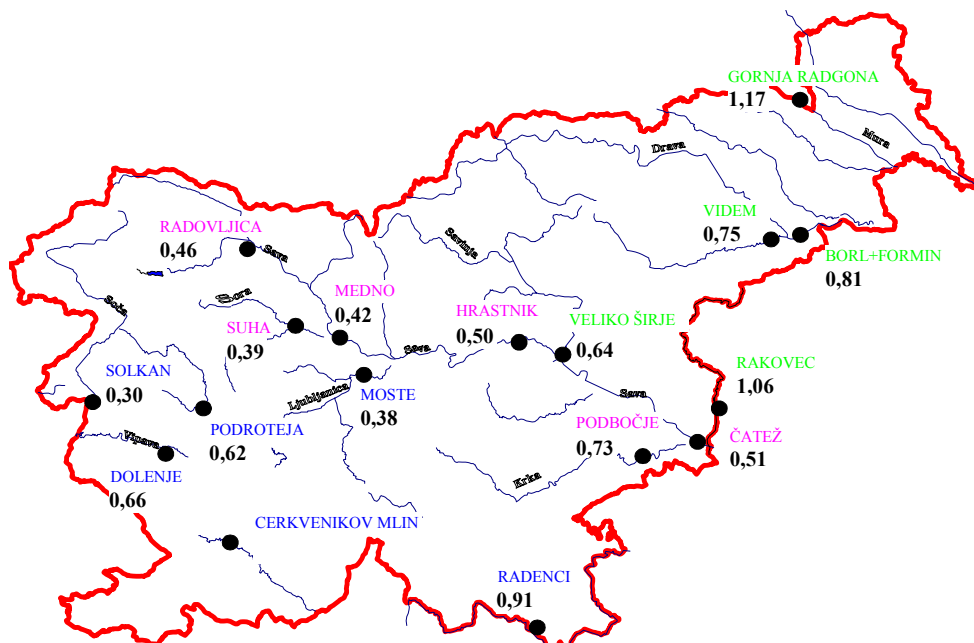 GORNJA RADGONA
1,17
Mura
Drava
VIDEM
0,75
BORL+FORMIN
0,81
RADOVLJICA
0,46
Sava
Savinja
Sora
MEDNO
0,42
HRASTNIK
0,50
VELIKO ŠIRJE
0,64
Soča
SUHA
0,39
Sava
SOLKAN
0,30
Ljubljanica
MOSTE
0,38
Sava
RAKOVEC
1,06
PODROTEJA
0,62
PODBOČJE
0,73
ČATEŽ
0,51
Vipava
DOLENJE
0,66
Krka
CERKVENIKOV MLIN
RADENCI
0,91